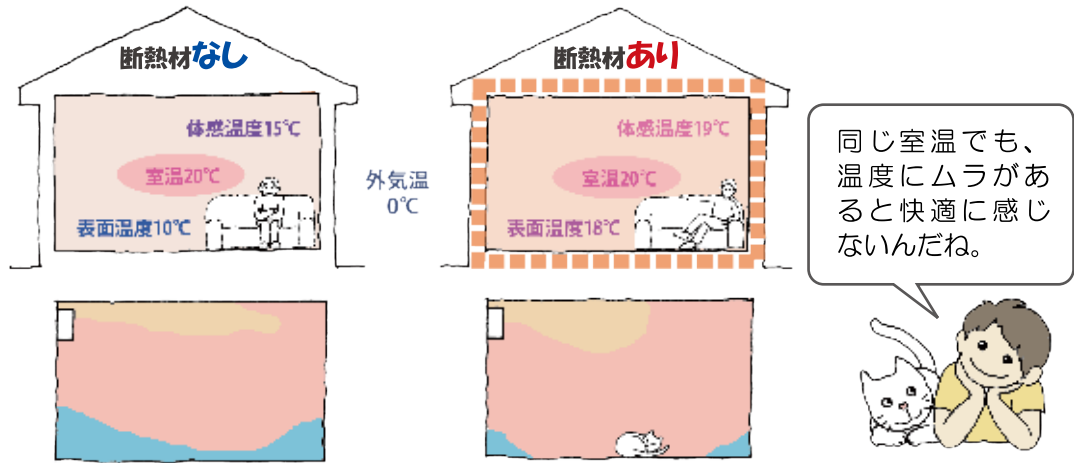 断熱材なし
体感温度15℃
室温20℃
表面温度10℃
外気温
0℃
断熱材あり
体感温度19℃
室温20℃
表面温度18℃
同じ室温でも、
温度にムラがあ
ると快適に感じ
ないんだね。